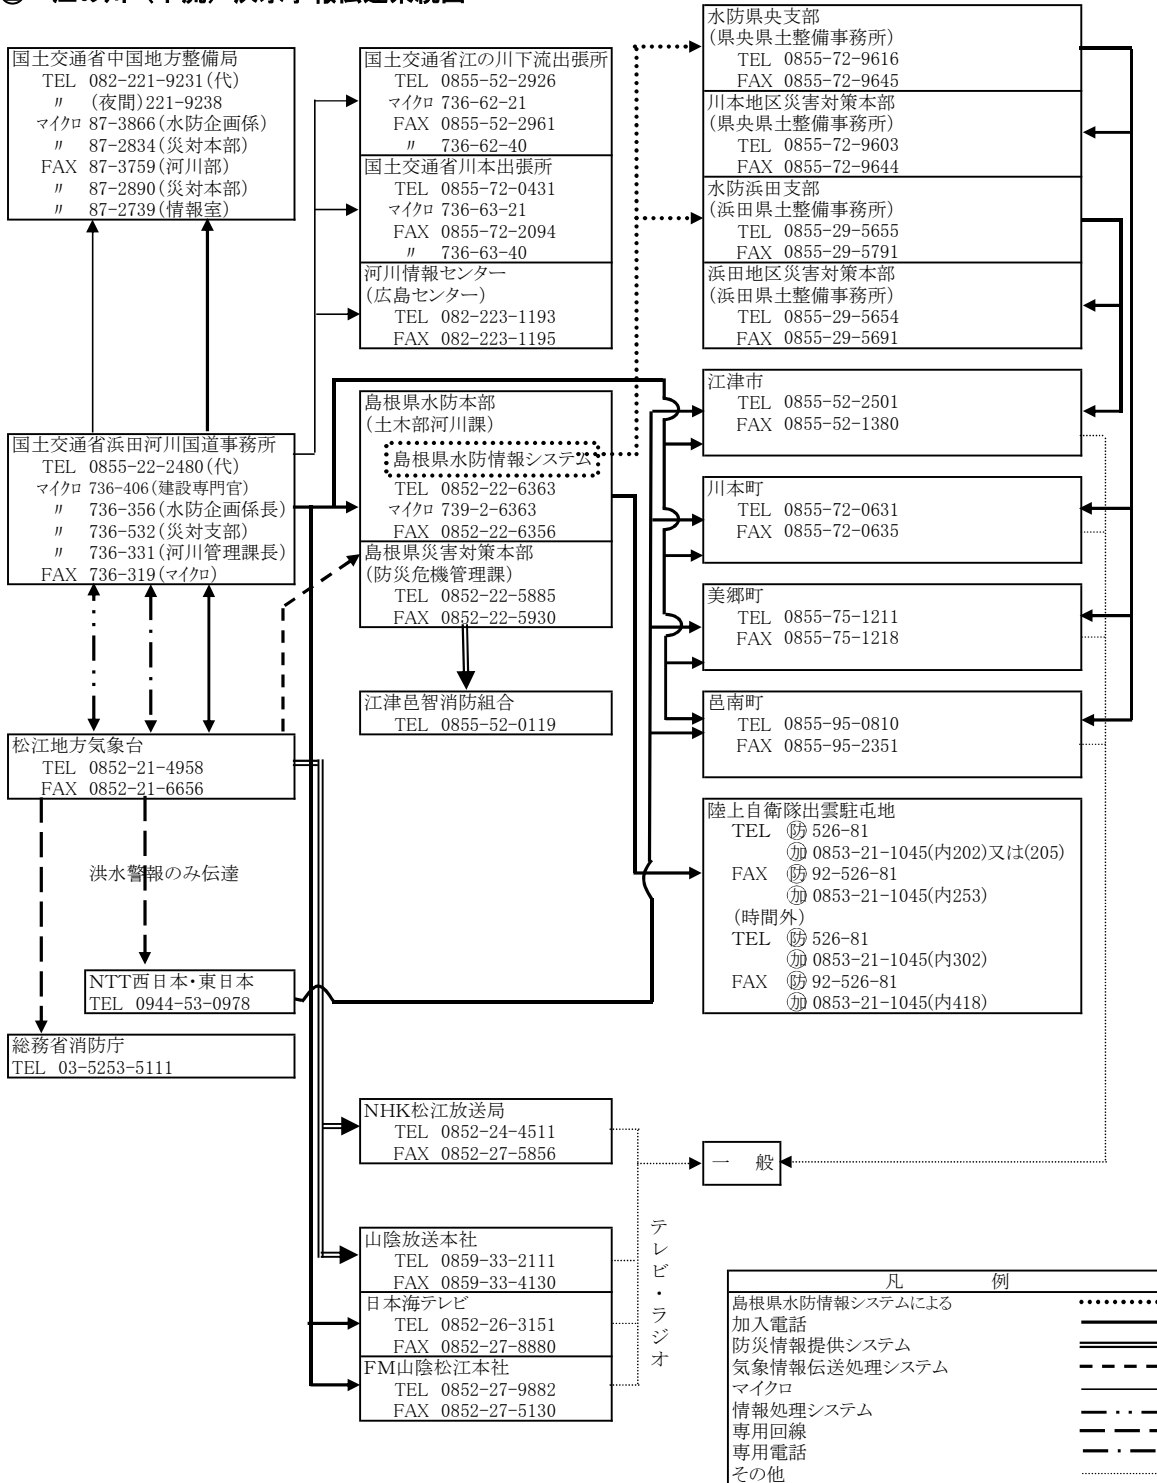 国土交通省中国地方整備局
TEL 082-221-9231(代)
〃 (夜間)221-9238
マイクロ 87-3866(水防企画係)
〃 87-2834(災対本部)
FAX 87-3759(河川部)
〃 87-2890(災対本部)
〃 87-2739(情報室)
国土交通省浜田河川国道事務所
TEL 0855-22-2480(代)
マイクロ 736-406(建設専門官)
〃 736-356(水防企画係長)
〃 736-532(災対支部)
〃 736-331(河川管理課長)
FAX 736-319(マイクロ)
松江地方気象台
TEL 0852-21-4958
FAX 0852-21-6656
洪水警報のみ伝達
NTT西日本・東日本
TEL 0944-53-0978
総務省消防庁
TEL 03-5253-5111
国土交通省江の川下流出張所
TEL 0855-52-2926
マイクロ 736-62-21
FAX 0855-52-2961
〃 736-62-40
国土交通省川本出張所
TEL 0855-72-0431
マイクロ 736-63-21
FAX 0855-72-2094
〃 736-63-40
河川情報センター
(広島センター)
TEL 082-223-1193
FAX 082-223-1195
島根県水防本部
(土木部河川課)
島根県水防情報システム
TEL 0852-22-6363
マイクロ 739-2-6363
FAX 0852-22-6356
島根県災害対策本部
(防災危機管理課)
TEL 0852-22-5885
FAX 0852-22-5930
江津邑智消防組合
TEL 0855-52-0119
NHK松江放送局
TEL 0852-24-4511
FAX 0852-27-5856
山陰放送本社
TEL 0859-33-2111
FAX 0859-33-4130
日本海テレビ
TEL 0852-26-3151
FAX 0852-27-8880
FM山陰松江本社
TEL 0852-27-9882
FAX 0852-27-5130
水防県央支部
(県央県土整備事務所)
TEL 0855-72-9616
FAX 0855-72-9645
川本地区災害対策本部
(県央県土整備事務所)
TEL 0855-72-9603
FAX 0855-72-9644
水防浜田支部
(浜田県土整備事務所)
TEL 0855-29-5655
FAX 0855-29-5791
浜田地区災害対策本部
(浜田県土整備事務所)
TEL 0855-29-5654
FAX 0855-29-5691
江津市
TEL 0855-52-2501
FAX 0855-52-1380
川本町
TEL 0855-72-0631
FAX 0855-72-0635
美郷町
TEL 0855-75-1211
FAX 0855-75-1218
邑南町
TEL 0855-95-0810
FAX 0855-95-2351
陸上自衛隊出雲駐屯地
TEL 防 526-81
加 0853-21-1045(内202)又は(205)
FAX 防 92-526-81
加 0853-21-1045(内253)
(時間外)
TEL 防 526-81
加 0853-21-1045(内302)
FAX 防 92-526-81
加 0853-21-1045(内418)
一 般
テレビ・ラジオ
凡 例
島根県水防情報システムによる
加入電話
防災情報提供システム
気象情報伝送処理システム
マイクロ
情報処理システム
専用回線
専用電話
その他